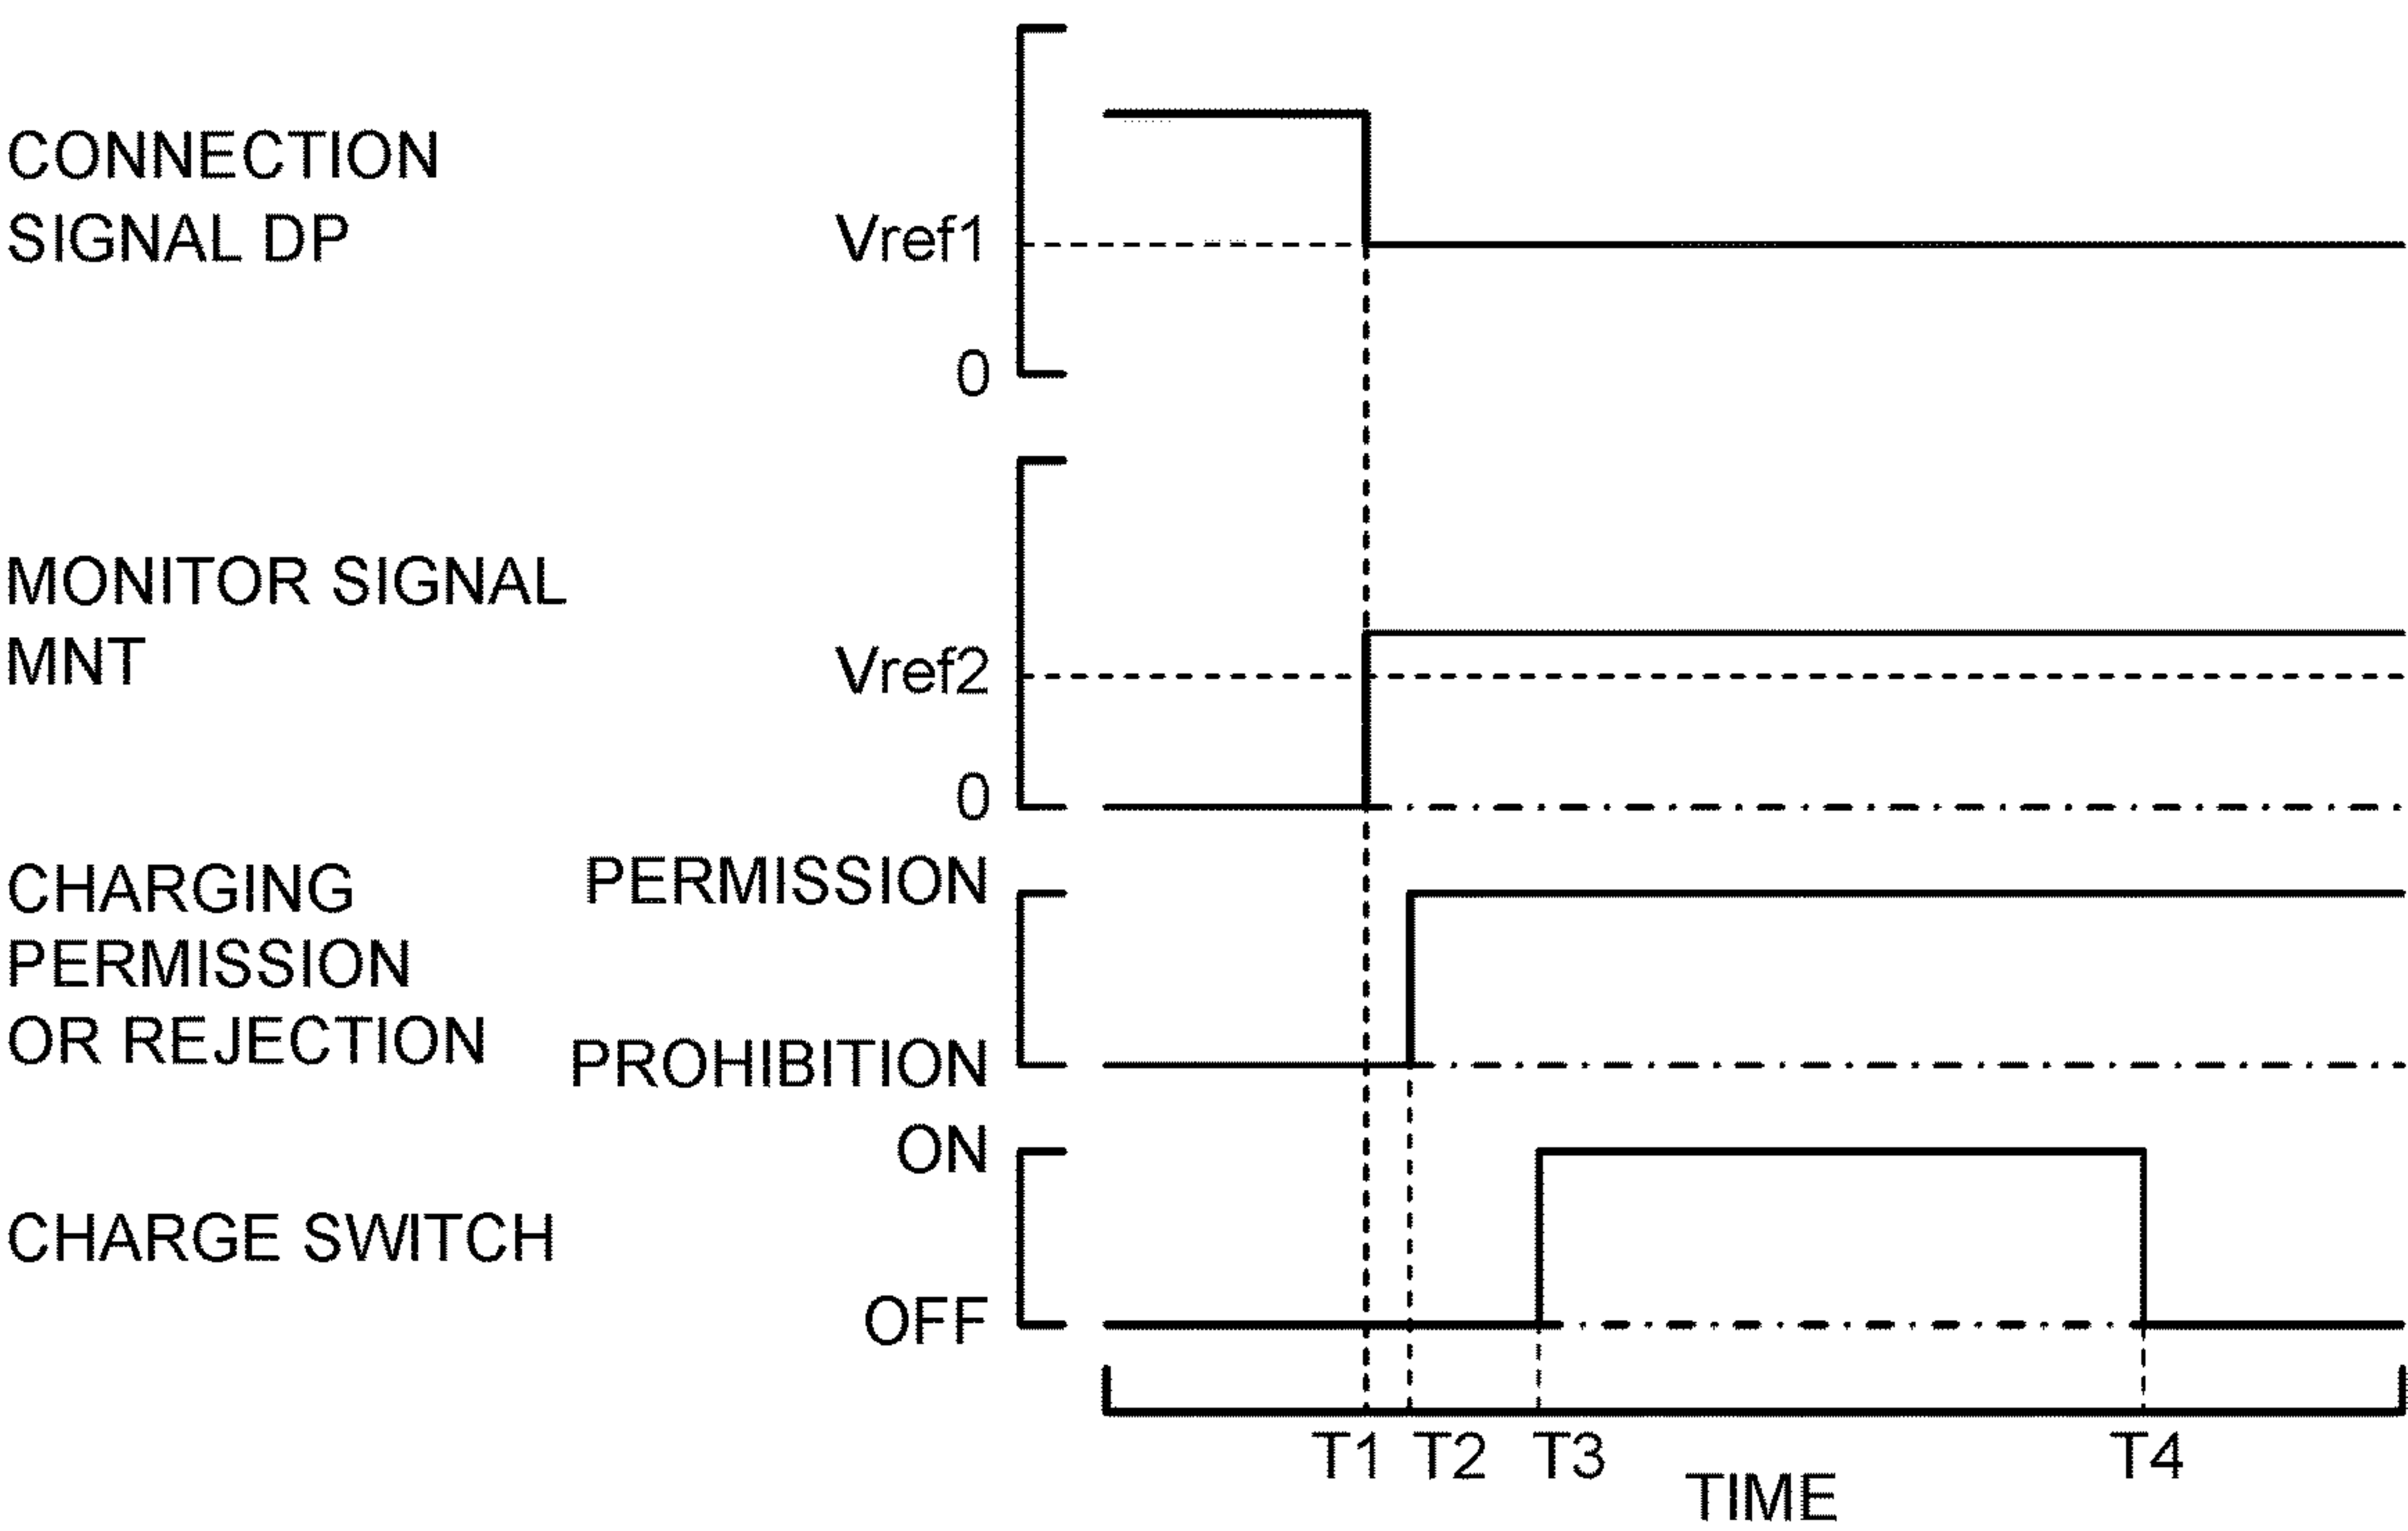 CONNECTION
SIGNAL DP
Vref1
0
MONITOR SIGNAL
MNT
Vref2
0
CHARGING
PERMISSION
OR REJECTION
PERMISSION
PROHIBITION
CHARGE SWITCH
ON
OFF
T1 T2 T3 T4
TIME